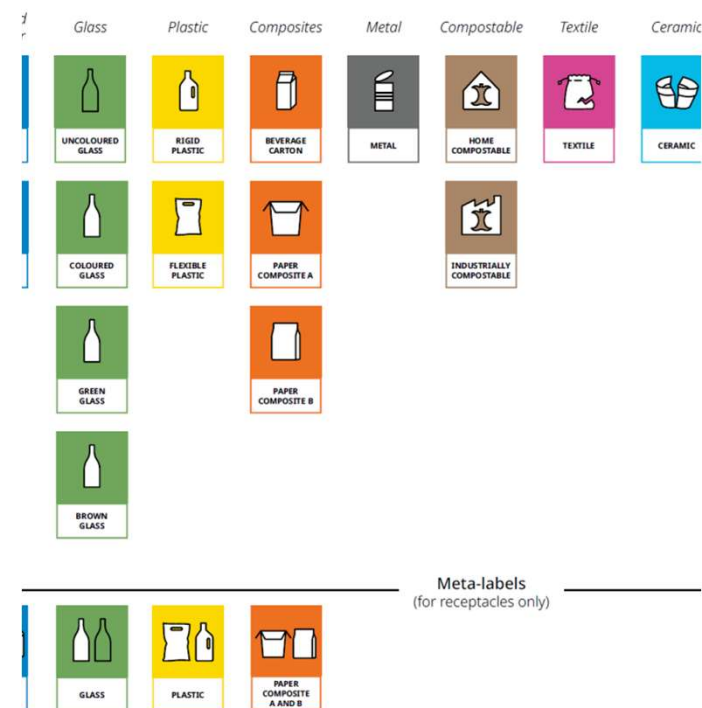 Glass
Plastic
Composites
Metal
Compostable
Textile
Ceramic
UNCOLOURED
GLASS
RIGID
PLASTIC
BEVERAGE
CARTON
METAL
HOME
COMPOSTABLE
TEXTILE
CERAMIC
COLOURED
GLASS
FLEXIBLE
PLASTIC
PAPER
COMPOSITE A
INDUSTRIALLY
COMPOSTABLE
GREEN
GLASS
PAPER
COMPOSITE B
BROWN
GLASS
Meta-labels
(for receptacles only)
GLASS
PLASTIC
PAPER
COMPOSITE
A AND B